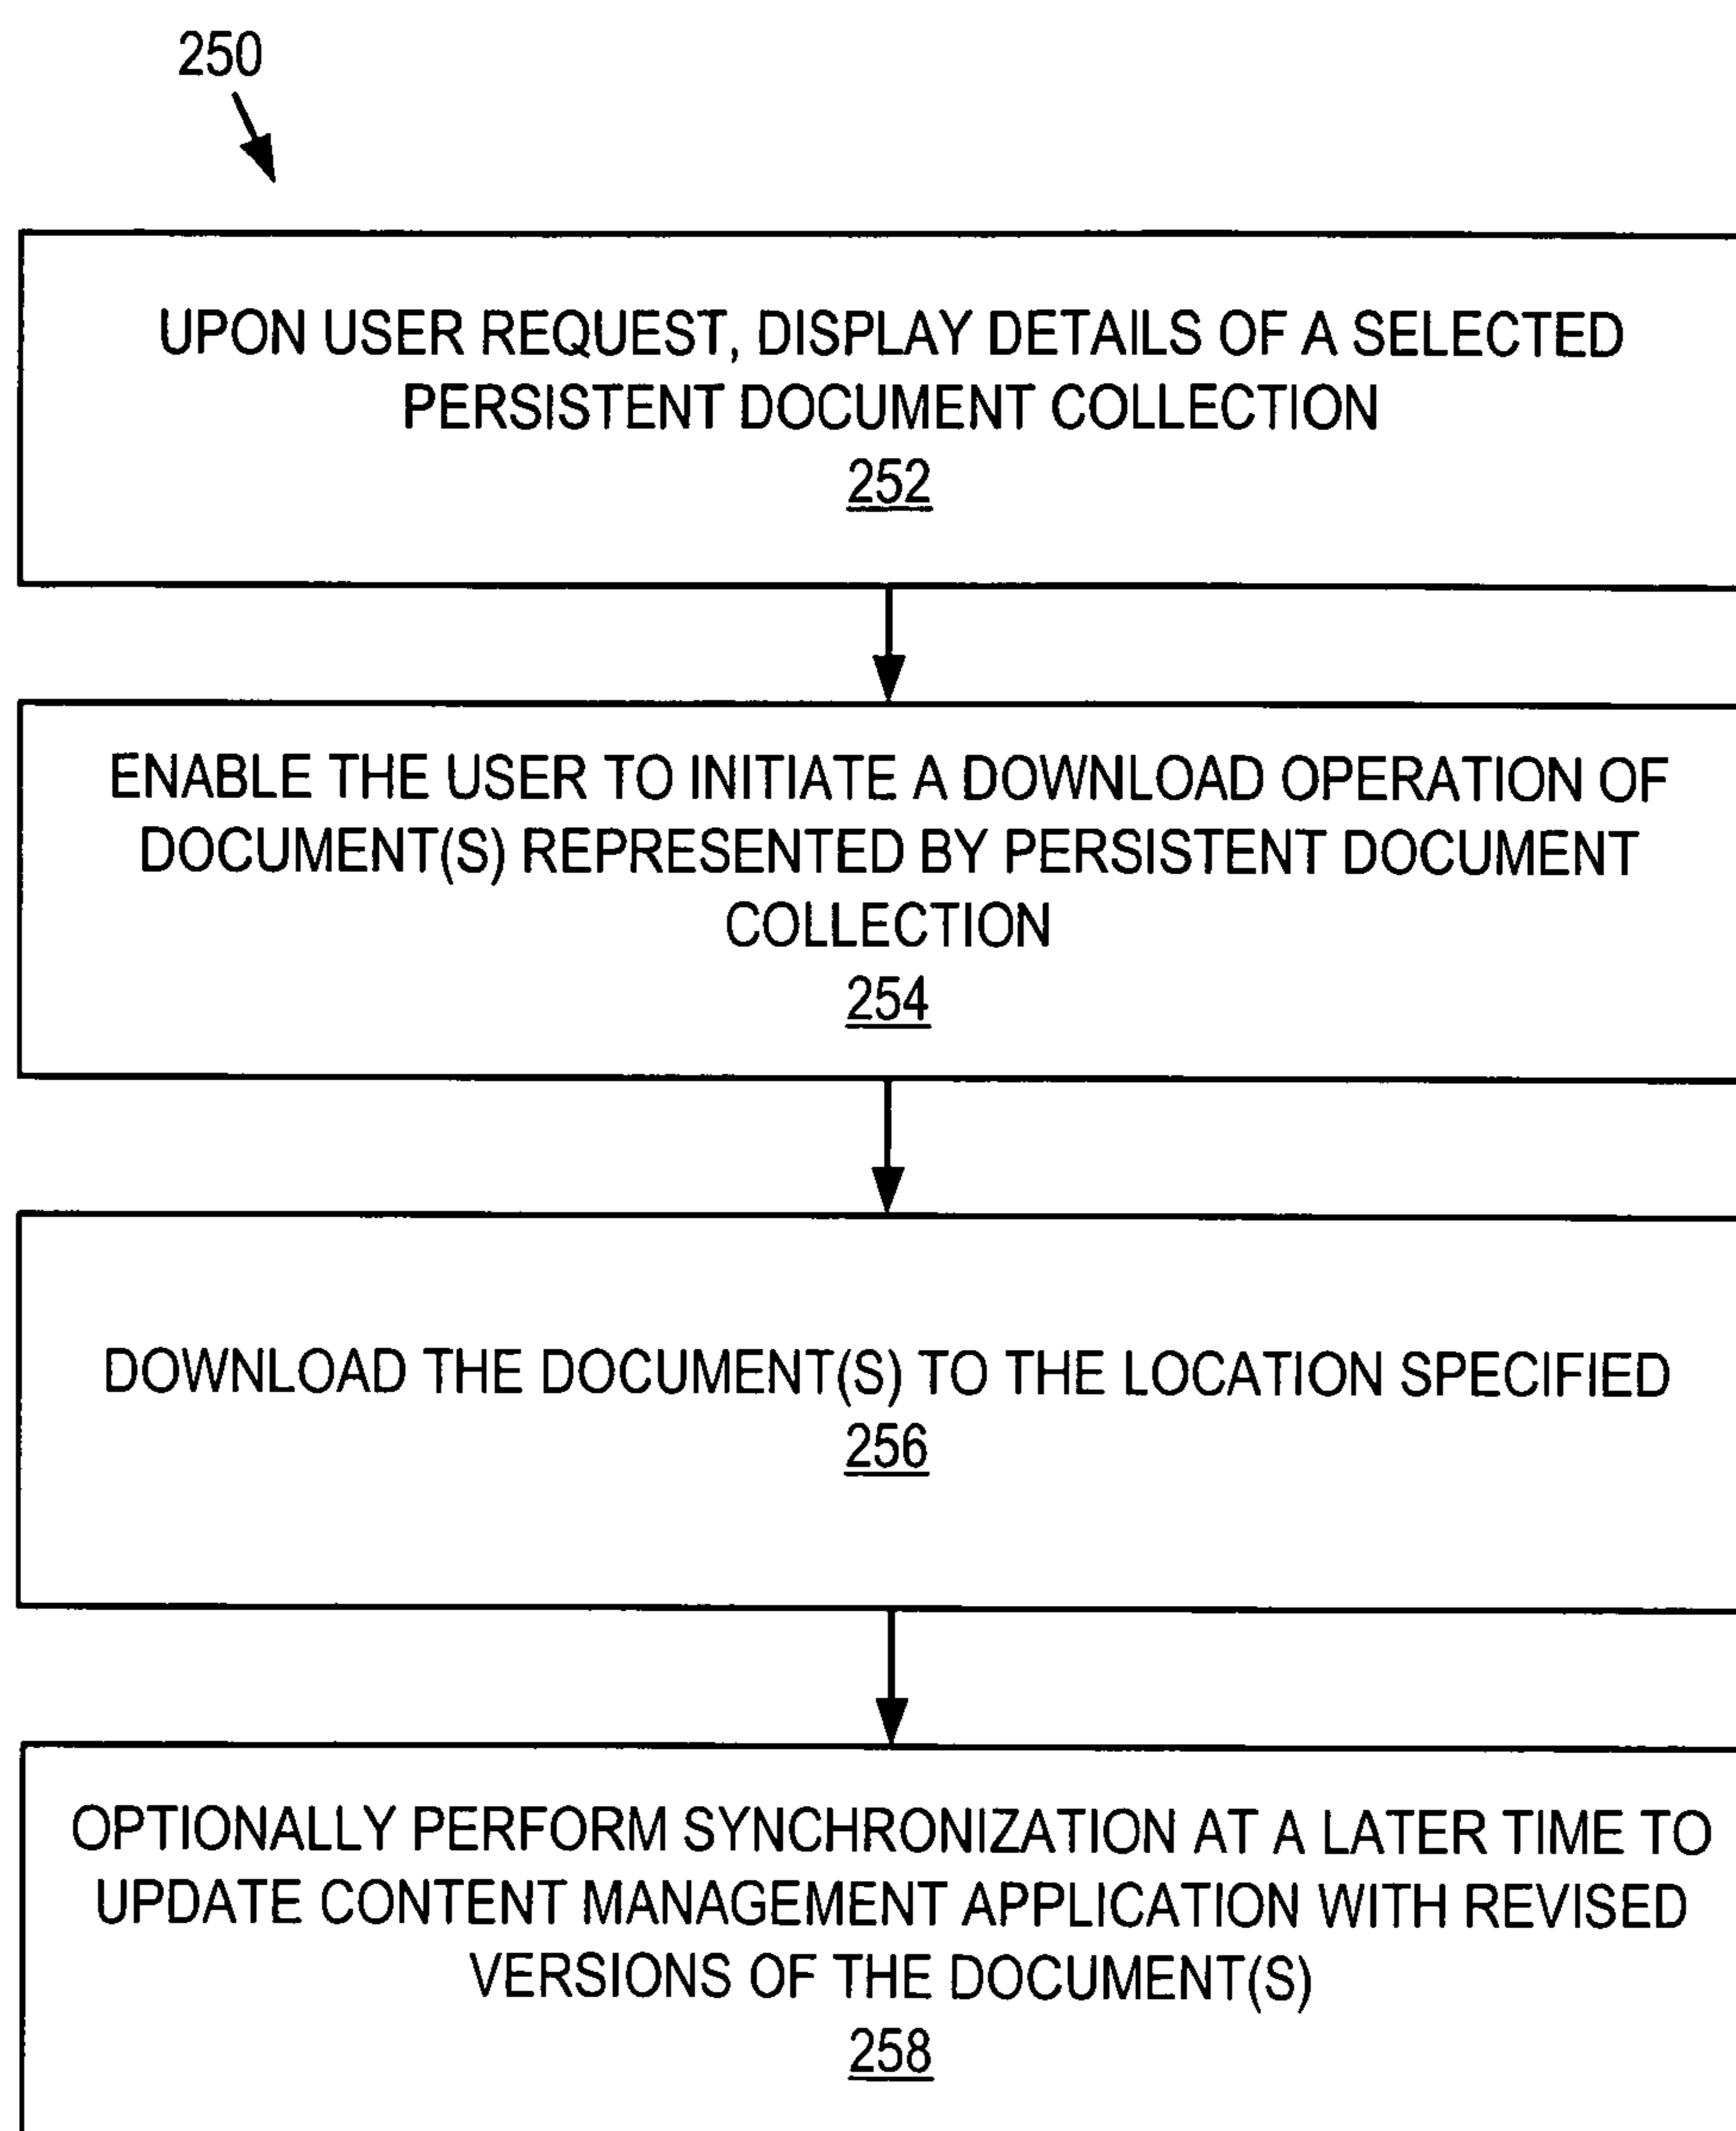 250
UPON USER REQUEST, DISPLAY DETAILS OF A SELECTED
PERSISTENT DOCUMENT COLLECTION
252
ENABLE THE USER TO INITIATE A DOWNLOAD OPERATION OF
DOCUMENT(S) REPRESENTED BY PERSISTENT DOCUMENT
COLLECTION
254
DOWNLOAD THE DOCUMENT(S) TO THE LOCATION SPECIFIED
256
OPTIONALLY PERFORM SYNCHRONIZATION AT A LATER TIME TO
UPDATE CONTENT MANAGEMENT APPLICATION WITH REVISED
VERSIONS OF THE DOCUMENT(S)
258